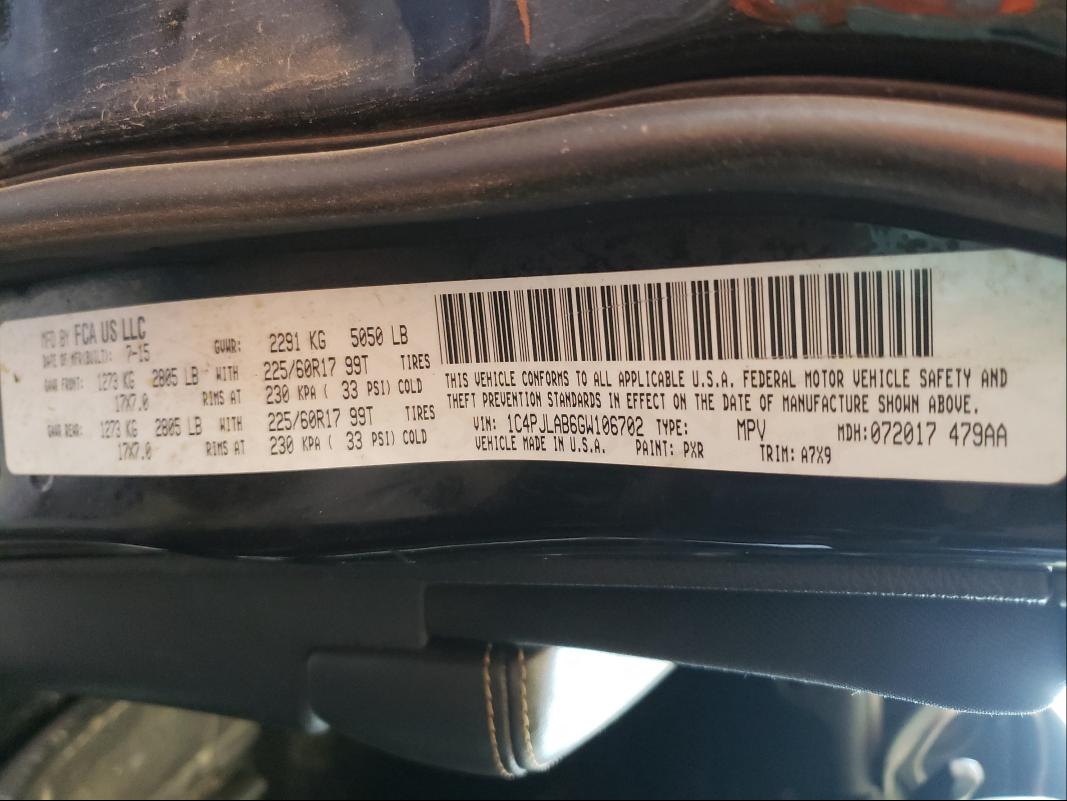 MFD BY FCA US LLC
DATE OF MFR(BUILT): 7-15 GVWR: 2291 KG 5050 LB
GAWR FRONT: 1273 KG 2805 LB WITH 225/60R17 99T TIRES
17X7.0 RIMS AT 230 KPA ( 33 PSI) COLD
GAWR REAR: 1273 KG 2805 LB WITH 225/60R17 99T TIRES
17X7.0 RIMS AT 230 KPA ( 33 PSI) COLD
THIS VEHICLE CONFORMS TO ALL APPLICABLE U.S.A. FEDERAL MOTOR VEHICLE SAFETY AND
THEFT PREVENTION STANDARDS IN EFFECT ON THE DATE OF MANUFACTURE SHOWN ABOVE.
VIN: 1C4PJLAB6GW106702 TYPE: MPV MDH:072017 479AA
VEHICLE MADE IN U.S.A. PAINT: PXR TRIM: A7X9